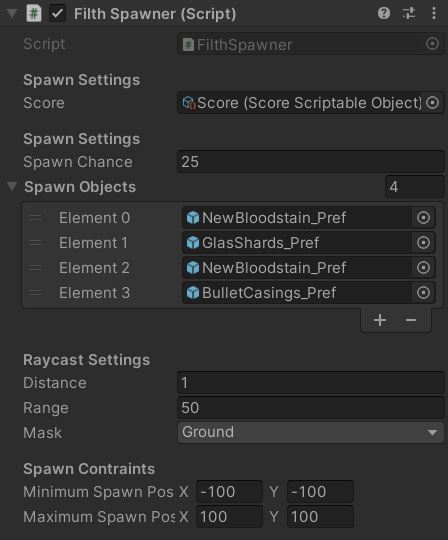 Filth Spawner (Script)
Script FilthSpawner
Spawn Settings
Score Score (Score Scriptable Object)
Spawn Settings
Spawn Chance 25
Spawn Objects 4
Element 0 NewBloodstain_Pref
Element 1 GlasShards_Pref
Element 2 NewBloodstain_Pref
Element 3 BulletCasings_Pref
+ −
Raycast Settings
Distance 1
Range 50
Mask Ground
Spawn Contraints
Minimum Spawn Pos X -100 Y -100
Maximum Spawn Pos X 100 Y 100